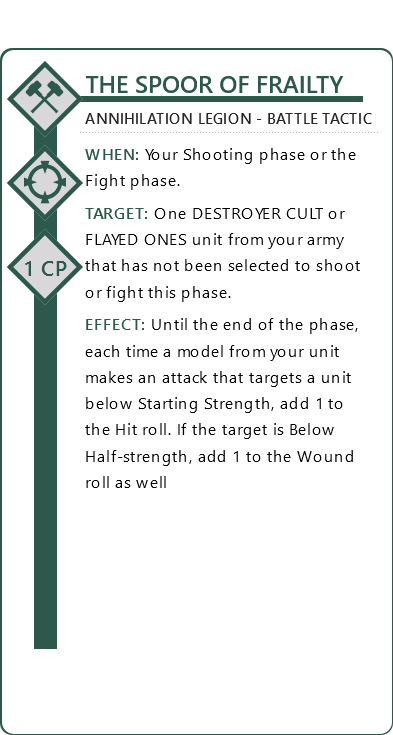 THE SPOOR OF FRAILTY
ANNIHILATION LEGION - BATTLE TACTIC
WHEN: Your Shooting phase or the
Fight phase.
TARGET: One DESTROYER CULT or
FLAYED ONES unit from your army
1 CP
that has not been selected to shoot
or fight this phase.
EFFECT: Until the end of the phase,
each time a model from your unit
makes an attack that targets a unit
below Starting Strength, add 1 to
the Hit roll. If the target is Below
Half-strength, add 1 to the Wound
roll as well